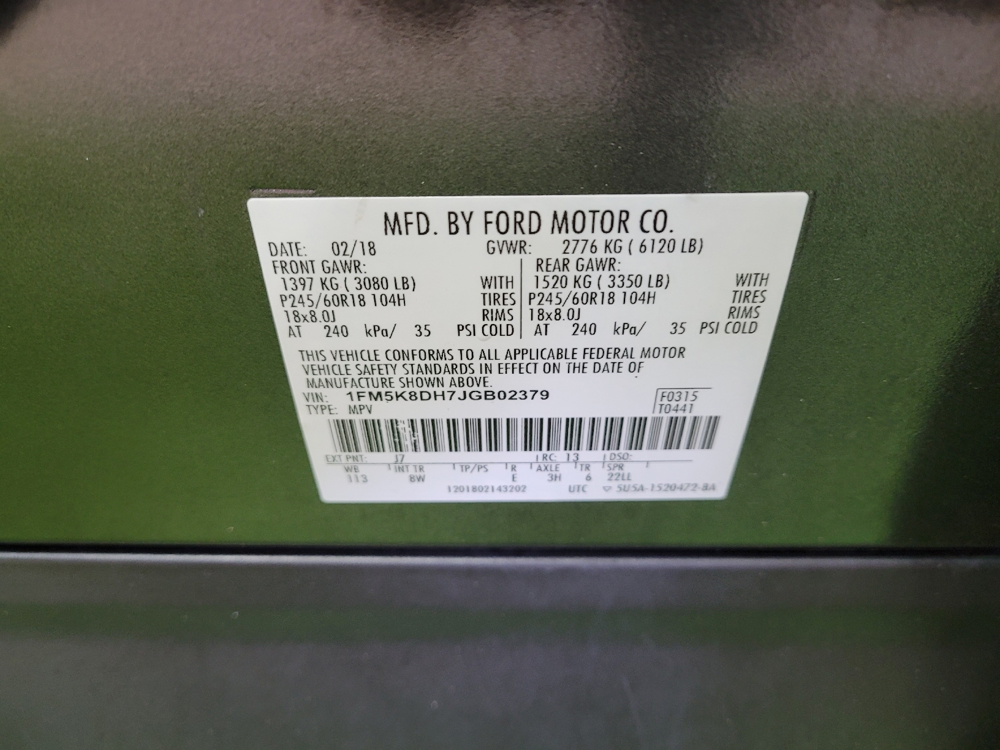 MFD. BY FORD MOTOR CO.
DATE: 02/18 GVWR: 2776 KG ( 6120 LB)
FRONT GAWR: REAR GAWR:
1397 KG ( 3080 LB) WITH 1520 KG ( 3350 LB) WITH
P245/60R18 104H TIRES P245/60R18 104H TIRES
18x8.0J RIMS 18x8.0J RIMS
AT 240 kPa/ 35 PSI COLD AT 240 kPa/ 35 PSI COLD
THIS VEHICLE CONFORMS TO ALL APPLICABLE FEDERAL MOTOR
VEHICLE SAFETY STANDARDS IN EFFECT ON THE DATE OF
MANUFACTURE SHOWN ABOVE.
VIN: 1FM5K8DH7JGB02379 F0315
TYPE: MPV T0441
EXT PNT: J7 RC: 13 DSO:
WB INT TR TP/PS R AXLE TR SPR
113 8W E 3H 6 22LL
1201802143202 UTC 5U5A-1520472-BA